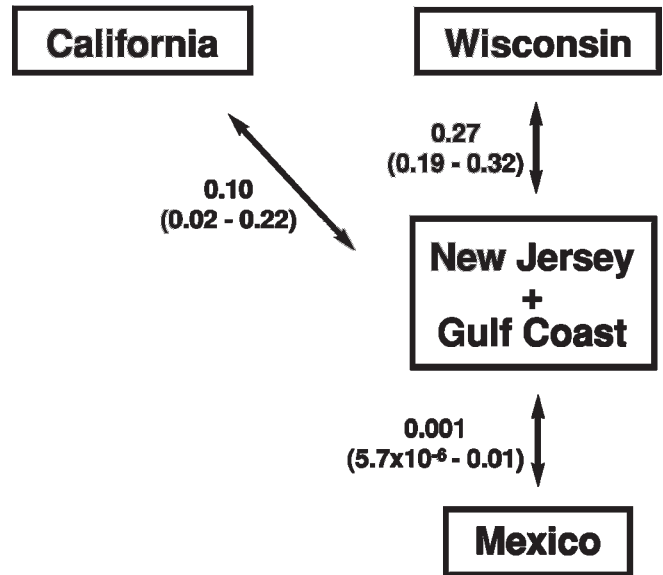 California
Wisconsin
0.27
(0.19 - 0.32)
0.10
(0.02 - 0.22)
New Jersey
+
Gulf Coast
0.001
(5.7x10⁻⁶ - 0.01)
Mexico